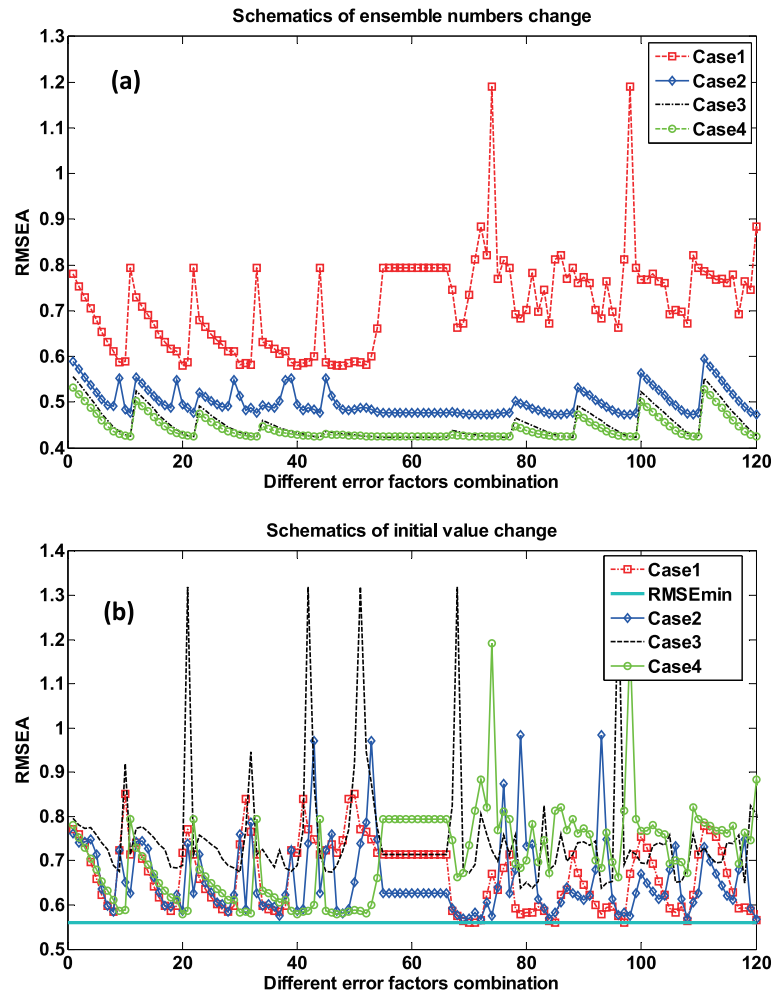 Schematics of ensemble numbers change
1.3
1.2
1.1
1
0.9
0.8
0.7
0.6
0.5
0.4
RMSEA
(a)
Case1
Case2
Case3
Case4
0 20 40 60 80 100 120
Different error factors combination
Schematics of initial value change
1.4
1.3
1.2
1.1
1
0.9
0.8
0.7
0.6
0.5
RMSEA
(b)
Case1
RMSEmin
Case2
Case3
Case4
0 20 40 60 80 100 120
Different error factors combination